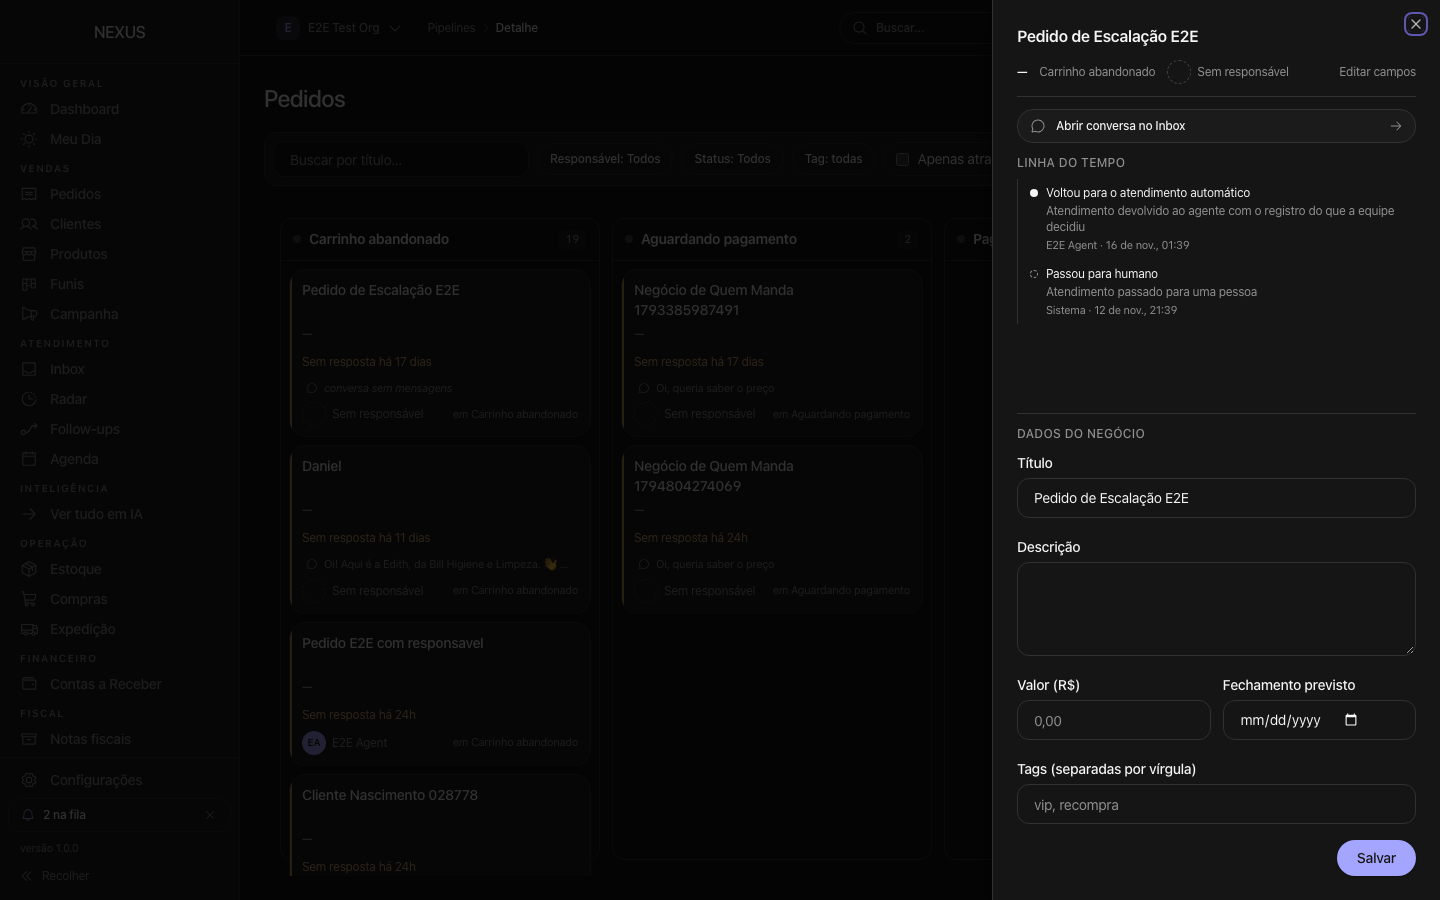 NEXUS
VISÃO GERAL
Dashboard
Meu Dia
VENDAS
Pedidos
Clientes
Produtos
Funis
Campanha
ATENDIMENTO
Inbox
Radar
Follow-ups
Agenda
INTELIGÊNCIA
Ver tudo em IA
OPERAÇÃO
Estoque
Compras
Expedição
FINANCEIRO
Contas a Receber
FISCAL
Notas fiscais
Configurações
2 na fila
versão 1.0.0
Recolher
E E2E Test Org Pipelines Detalhe
Buscar...
Pedidos
Buscar por título... Responsável: Todos Status: Todos Tag: todas Apenas atra
Carrinho abandonado 19
Pedido de Escalação E2E
—
Sem resposta há 17 dias
conversa sem mensagens
Sem responsável em Carrinho abandonado
Daniel
—
Sem resposta há 11 dias
Oi! Aqui é a Edith, da Bill Higiene e Limpeza. 👋 ...
Sem responsável em Carrinho abandonado
Pedido E2E com responsavel
—
Sem resposta há 24h
EA E2E Agent em Carrinho abandonado
Cliente Nascimento 028778
—
Sem resposta há 24h
Aguardando pagamento 2
Negócio de Quem Manda
1793385987491
—
Sem resposta há 17 dias
Oi, queria saber o preço
Sem responsável em Aguardando pagamento
Negócio de Quem Manda
1794804274069
—
Sem resposta há 24h
Oi, queria saber o preço
Sem responsável em Aguardando pagamento
Pag
Pedido de Escalação E2E
— Carrinho abandonado Sem responsável Editar campos
Abrir conversa no Inbox
LINHA DO TEMPO
Voltou para o atendimento automático
Atendimento devolvido ao agente com o registro do que a equipe
decidiu
E2E Agent · 16 de nov., 01:39
Passou para humano
Atendimento passado para uma pessoa
Sistema · 12 de nov., 21:39
DADOS DO NEGÓCIO
Título
Pedido de Escalação E2E
Descrição
Valor (R$) Fechamento previsto
0,00 mm/dd/yyyy
Tags (separadas por vírgula)
vip, recompra
Salvar